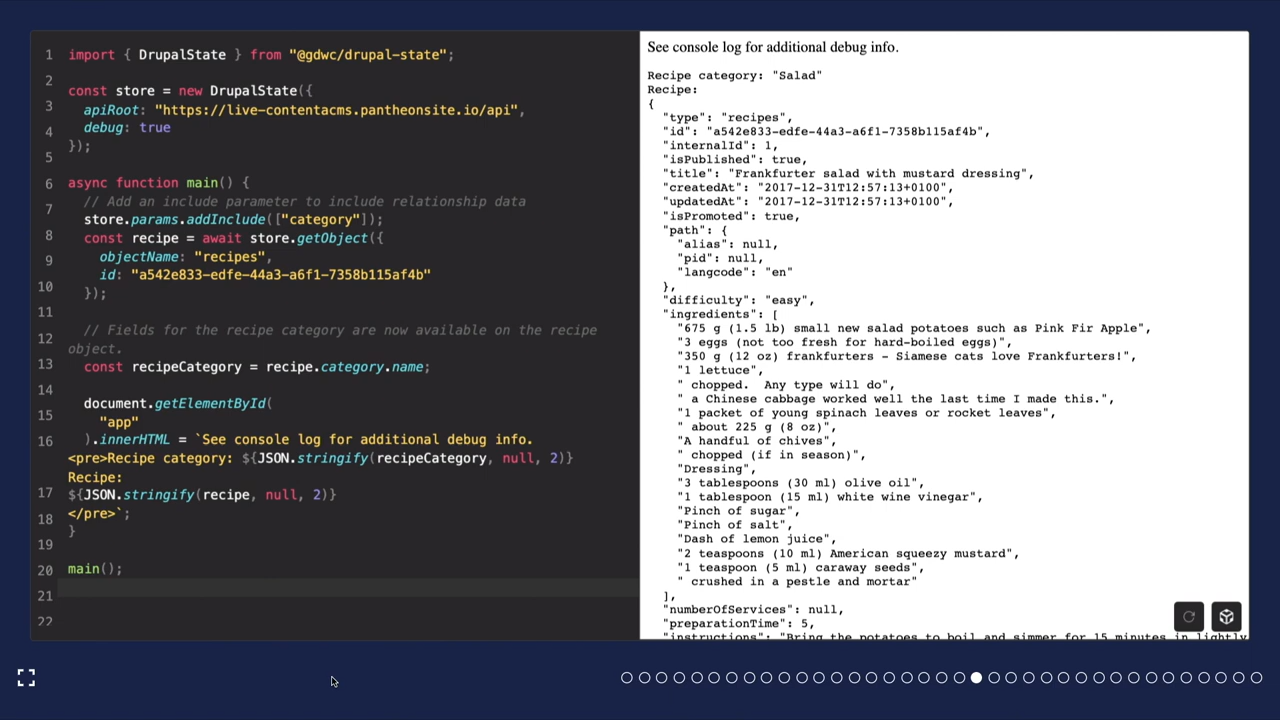 1 import { DrupalState } from "@gdwc/drupal-state";
2
3 const store = new DrupalState({
4 apiRoot: "https://live-contentacms.pantheonsite.io/api",
5 debug: true
});
6 async function main() {
7 // Add an include parameter to include relationship data
8 store.params.addInclude(["category"]);
9 const recipe = await store.getObject({
objectName: "recipes",
10 id: "a542e833-edfe-44a3-a6f1-7358b115af4b"
});
11
12 // Fields for the recipe category are now available on the recipe
object.
13 const recipeCategory = recipe.category.name;
14
15 document.getElementById(
"app"
16 ).innerHTML = `See console log for additional debug info.
<pre>Recipe category: ${JSON.stringify(recipeCategory, null, 2)}
Recipe:
17 ${JSON.stringify(recipe, null, 2)}
18 </pre>`;
19 }
20 main();
21
22
See console log for additional debug info.
Recipe category: "Salad"
Recipe:
{
"type": "recipes",
"id": "a542e833-edfe-44a3-a6f1-7358b115af4b",
"internalId": 1,
"isPublished": true,
"title": "Frankfurter salad with mustard dressing",
"createdAt": "2017-12-31T12:57:13+0100",
"updatedAt": "2017-12-31T12:57:13+0100",
"isPromoted": true,
"path": {
"alias": null,
"pid": null,
"langcode": "en"
},
"difficulty": "easy",
"ingredients": [
"675 g (1.5 lb) small new salad potatoes such as Pink Fir Apple",
"3 eggs (not too fresh for hard-boiled eggs)",
"350 g (12 oz) frankfurters - Siamese cats love Frankfurters!",
"1 lettuce",
" chopped.  Any type will do",
" a Chinese cabbage worked well the last time I made this.",
"1 packet of young spinach leaves or rocket leaves",
" about 225 g (8 oz)",
"A handful of chives",
" chopped (if in season)",
"Dressing",
"3 tablespoons (30 ml) olive oil",
"1 tablespoon (15 ml) white wine vinegar",
"Pinch of sugar",
"Pinch of salt",
"Dash of lemon juice",
"2 teaspoons (10 ml) American squeezy mustard",
"1 teaspoon (5 ml) caraway seeds",
" crushed in a pestle and mortar"
],
"numberOfServices": null,
"preparationTime": 5,
"instructions": "Bring the potatoes to boil and simmer for 15 minutes in lightly